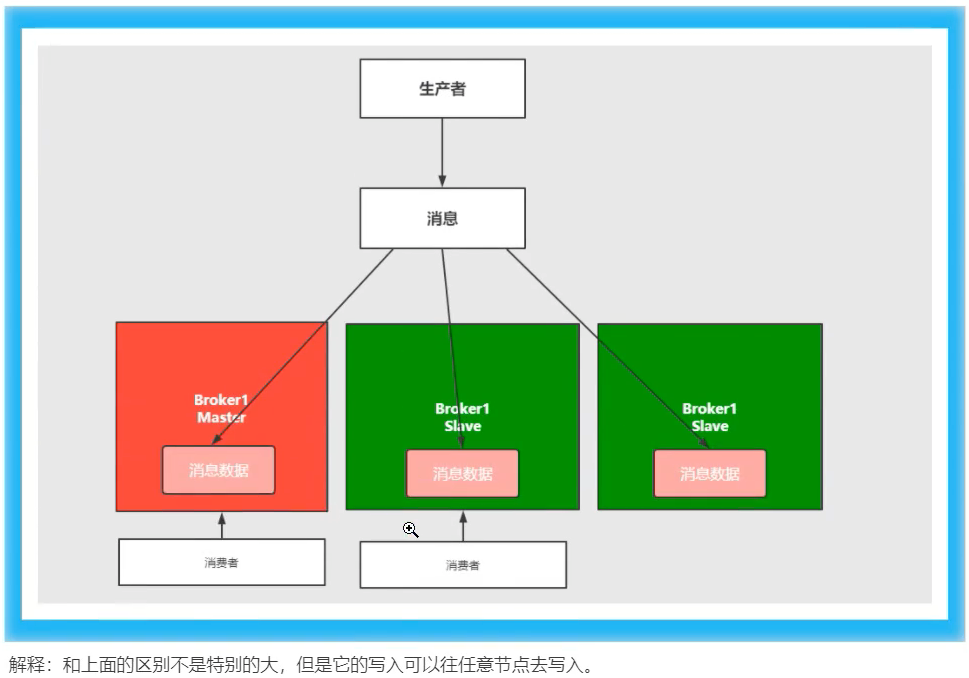 生产者
消息
Broker1
Master
消息数据
Broker1
Slave
消息数据
Broker1
Slave
消息数据
消费者
消费者
解释：和上面的区别不是特别的大，但是它的写入可以往任意节点去写入。